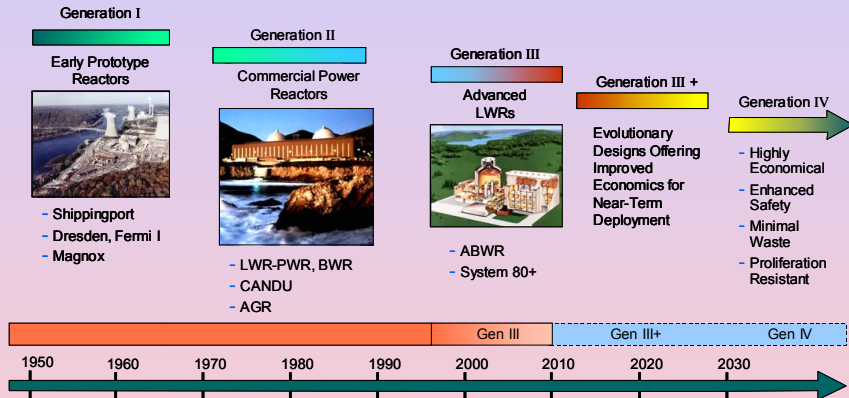 Generation I
Early Prototype
Reactors
- Shippingport
- Dresden, Fermi I
- Magnox
Generation II
Commercial Power
Reactors
- LWR-PWR, BWR
- CANDU
- AGR
Generation III
Advanced
LWRs
- ABWR
- System 80+
Generation III +
Evolutionary
Designs Offering
Improved
Economics for
Near-Term
Deployment
Generation IV
- Highly
Economical
- Enhanced
Safety
- Minimal
Waste
- Proliferation
Resistant
Gen III
Gen III+
Gen IV
1950
1960
1970
1980
1990
2000
2010
2020
2030